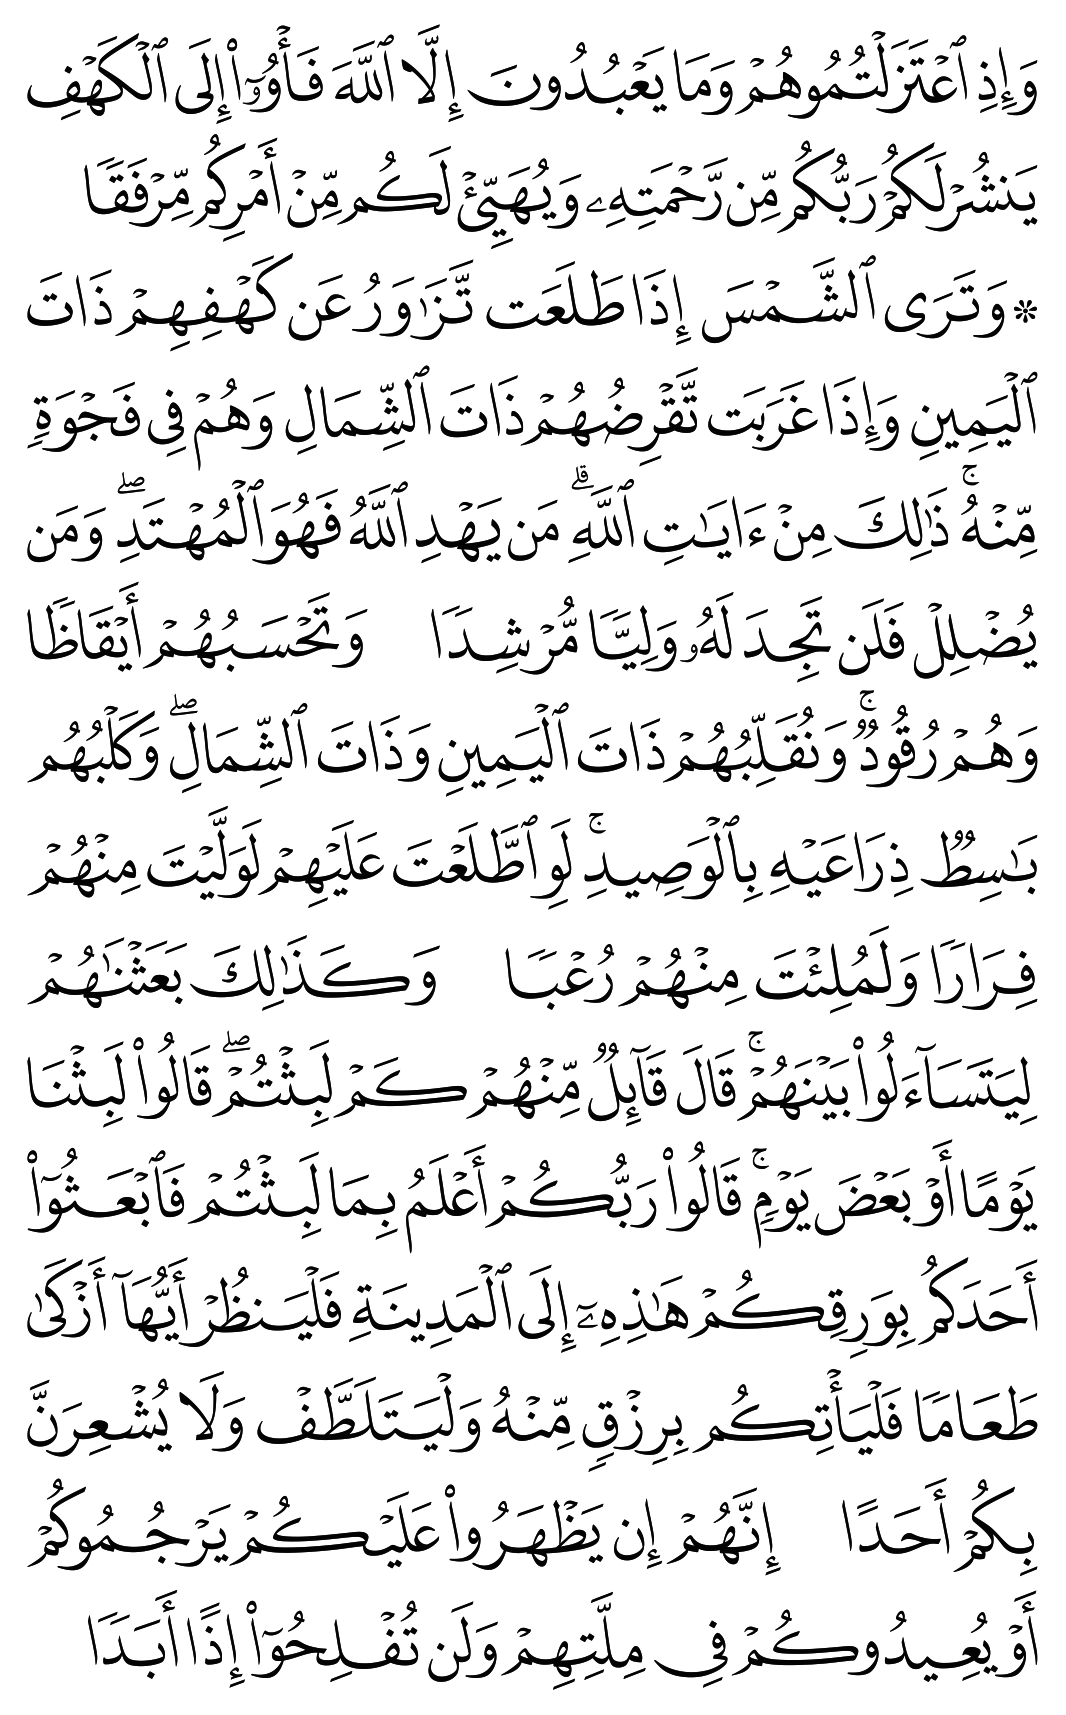 وَإِذِ ٱعۡتَزَلۡتُمُوهُمۡ وَمَا يَعۡبُدُونَ إِلَّا ٱللَّهَ فَأۡوُۥٓاْ إِلَى ٱلۡكَهۡفِ
يَنشُرۡ لَكُمۡ رَبُّكُم مِّن رَّحۡمَتِهِۦ وَيُهَيِّئۡ لَكُم مِّنۡ أَمۡرِكُم مِّرۡفَقٗا
۞وَتَرَى ٱلشَّمۡسَ إِذَا طَلَعَت تَّزَٰوَرُ عَن كَهۡفِهِمۡ ذَاتَ
ٱلۡيَمِينِ وَإِذَا غَرَبَت تَّقۡرِضُهُمۡ ذَاتَ ٱلشِّمَالِ وَهُمۡ فِي فَجۡوَةٖ
مِّنۡهُۚ ذَٰلِكَ مِنۡ ءَايَٰتِ ٱللَّهِۗ مَن يَهۡدِ ٱللَّهُ فَهُوَ ٱلۡمُهۡتَدِۖ وَمَن
يُضۡلِلۡ فَلَن تَجِدَ لَهُۥ وَلِيّٗا مُّرۡشِدٗا وَتَحۡسَبُهُمۡ أَيۡقَاظٗا
وَهُمۡ رُقُودٞۚ وَنُقَلِّبُهُمۡ ذَاتَ ٱلۡيَمِينِ وَذَاتَ ٱلشِّمَالِۖ وَكَلۡبُهُم
بَٰسِطٞ ذِرَاعَيۡهِ بِٱلۡوَصِيدِۚ لَوِ ٱطَّلَعۡتَ عَلَيۡهِمۡ لَوَلَّيۡتَ مِنۡهُمۡ
فِرَارٗا وَلَمُلِئۡتَ مِنۡهُمۡ رُعۡبٗا وَكَذَٰلِكَ بَعَثۡنَٰهُمۡ
لِيَتَسَآءَلُواْ بَيۡنَهُمۡۚ قَالَ قَآئِلٞ مِّنۡهُمۡ كَمۡ لَبِثۡتُمۡۖ قَالُواْ لَبِثۡنَا
يَوۡمًا أَوۡ بَعۡضَ يَوۡمٖۚ قَالُواْ رَبُّكُمۡ أَعۡلَمُ بِمَا لَبِثۡتُمۡ فَٱبۡعَثُوٓاْ
أَحَدَكُم بِوَرِقِكُمۡ هَٰذِهِۦٓ إِلَى ٱلۡمَدِينَةِ فَلۡيَنظُرۡ أَيُّهَآ أَزۡكَىٰ
طَعَامٗا فَلۡيَأۡتِكُم بِرِزۡقٖ مِّنۡهُ وَلۡيَتَلَطَّفۡ وَلَا يُشۡعِرَنَّ
بِكُمۡ أَحَدًا إِنَّهُمۡ إِن يَظۡهَرُواْ عَلَيۡكُمۡ يَرۡجُمُوكُمۡ
أَوۡ يُعِيدُوكُمۡ فِي مِلَّتِهِمۡ وَلَن تُفۡلِحُوٓاْ إِذًا أَبَدٗا